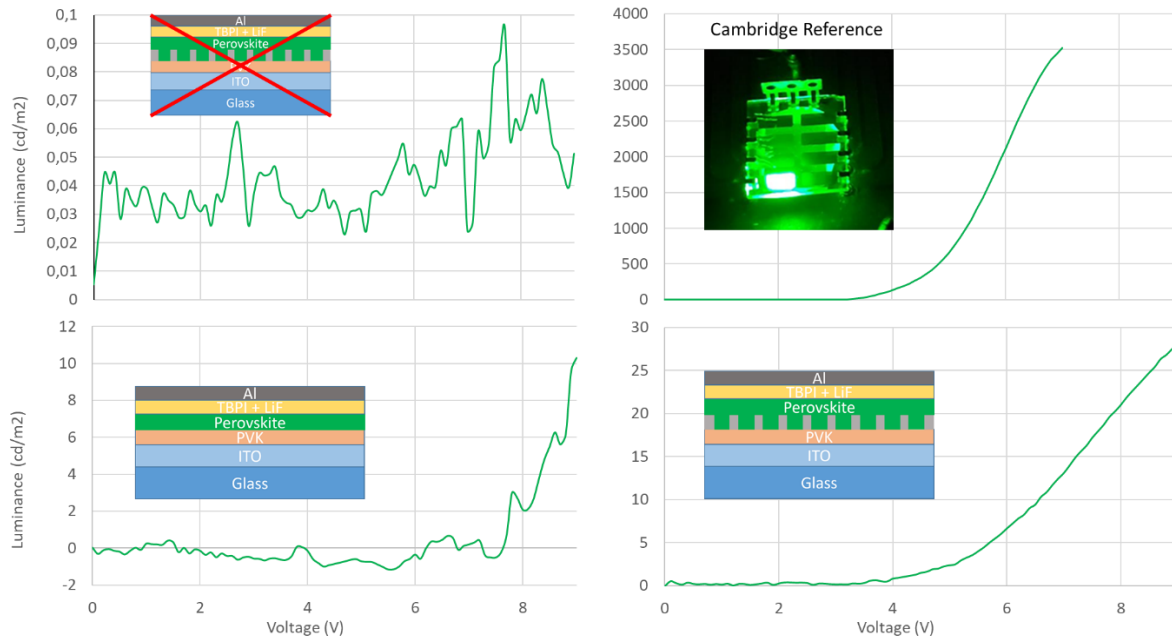 0,1
0,09
0,08
0,07
0,06
0,05
0,04
0,03
0,02
0,01
0
Luminance (cd/m2)
Al
TBPI + LiF
Perovskite
ITO
Glass
4000
3500
3000
2500
2000
1500
1000
500
0
Cambridge Reference
12
10
8
6
4
2
0
-2
Luminance (cd/m2)
Al
TBPI + LiF
Perovskite
PVK
ITO
Glass
0
2
4
6
8
Voltage (V)
30
25
20
15
10
5
0
Al
TBPI + LiF
Perovskite
PVK
ITO
Glass
0
2
4
6
8
Voltage (V)